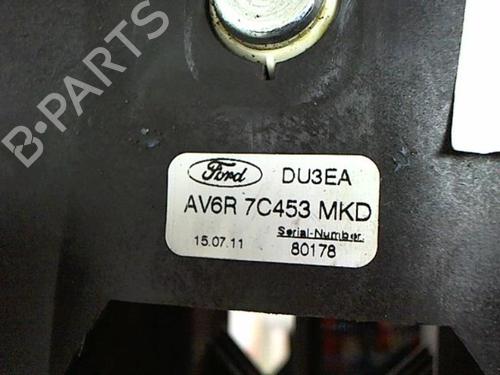 B-PARTS
Ford DU3EA
AV6R 7C453 MKD
Serial-Number:
15.07.11 80178